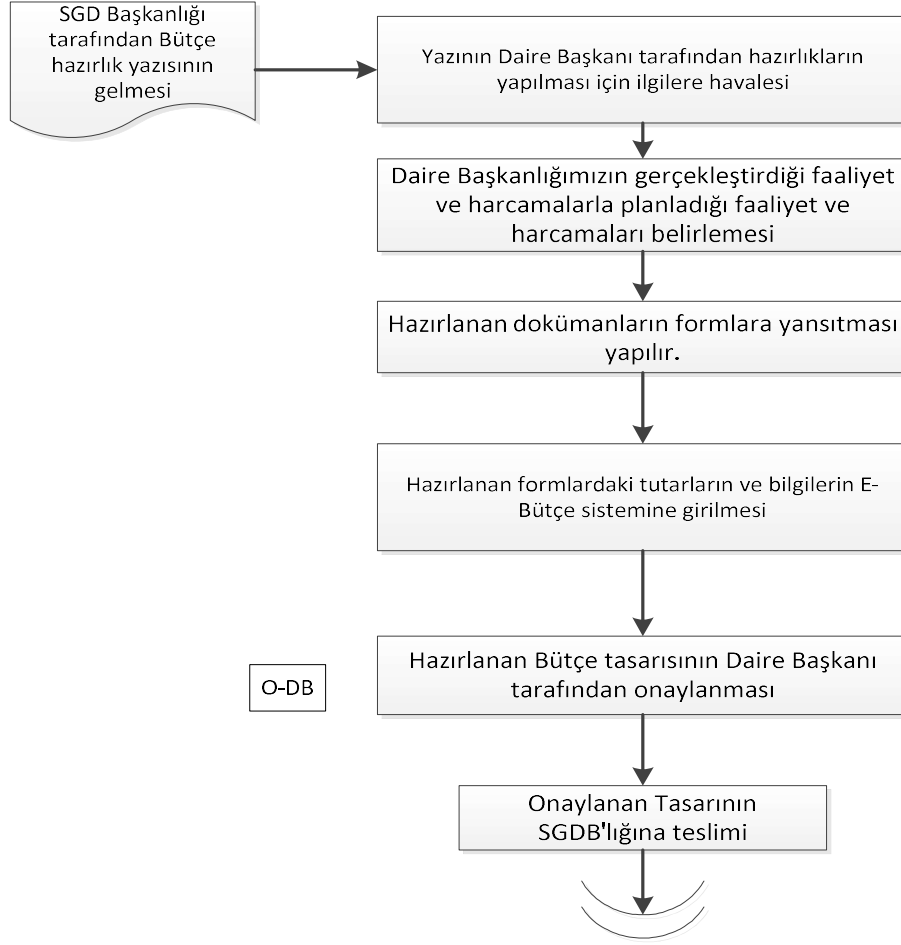 SGD Başkanlığı
tarafından Bütçe
hazırlık yazısının
gelmesi
Yazının Daire Başkanı tarafından hazırlıkların
yapılması için ilgilere havalesi
Daire Başkanlığımızın gerçekleştirdiği faaliyet
ve harcamalarla planladığı faaliyet ve
harcamaları belirlemesi
Hazırlanan dokümanların formlara yansıtması
yapılır.
Hazırlanan formlardaki tutarların ve bilgilerin E-
Bütçe sistemine girilmesi
Hazırlanan Bütçe tasarısının Daire Başkanı
tarafından onaylanması
O-DB
Onaylanan Tasarının
SGDB'lığına teslimi